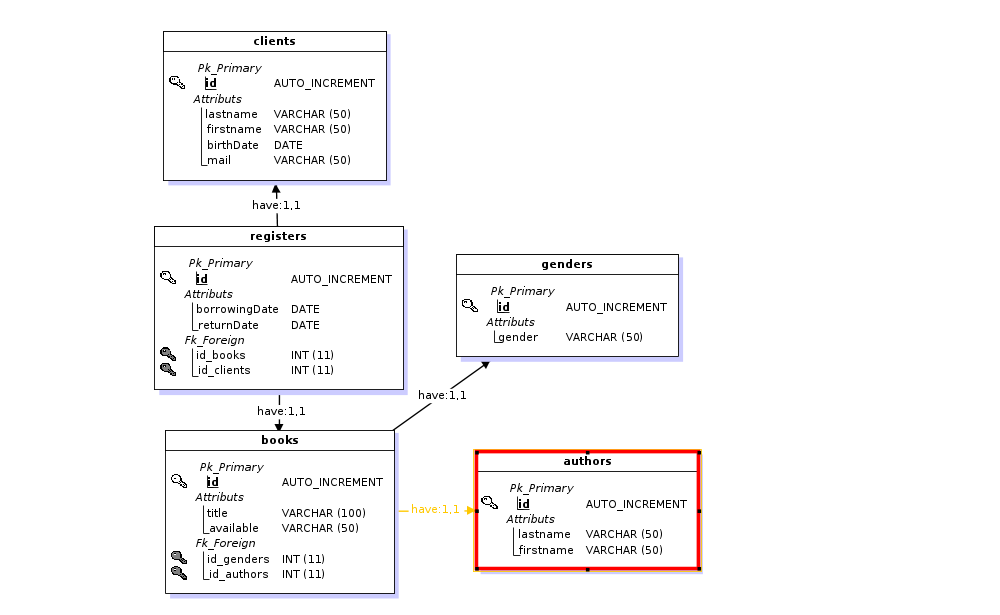 clients
Pk_Primary
id AUTO_INCREMENT
Attributs
lastname VARCHAR (50)
firstname VARCHAR (50)
birthDate DATE
mail VARCHAR (50)
have:1,1
registers
Pk_Primary
id AUTO_INCREMENT
Attributs
borrowingDate DATE
returnDate DATE
Fk_Foreign
id_books INT (11)
id_clients INT (11)
genders
Pk_Primary
id AUTO_INCREMENT
Attributs
gender VARCHAR (50)
have:1,1
have:1,1
books
Pk_Primary
id AUTO_INCREMENT
Attributs
title VARCHAR (100)
available VARCHAR (50)
Fk_Foreign
id_genders INT (11)
id_authors INT (11)
have:1,1
authors
Pk_Primary
id AUTO_INCREMENT
Attributs
lastname VARCHAR (50)
firstname VARCHAR (50)